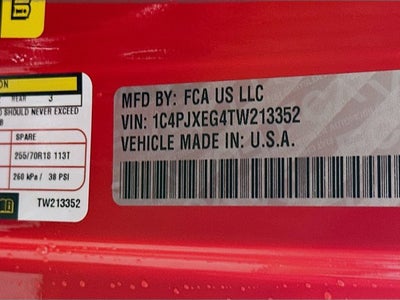 ON
REAR 3
SHOULD NEVER EXCEED
SPARE
255/70R18 113T
260 kPa / 38 PSI
TW213352
MFD BY: FCA US LLC
VIN: 1C4PJXEG4TW213352
VEHICLE MADE IN: U.S.A.